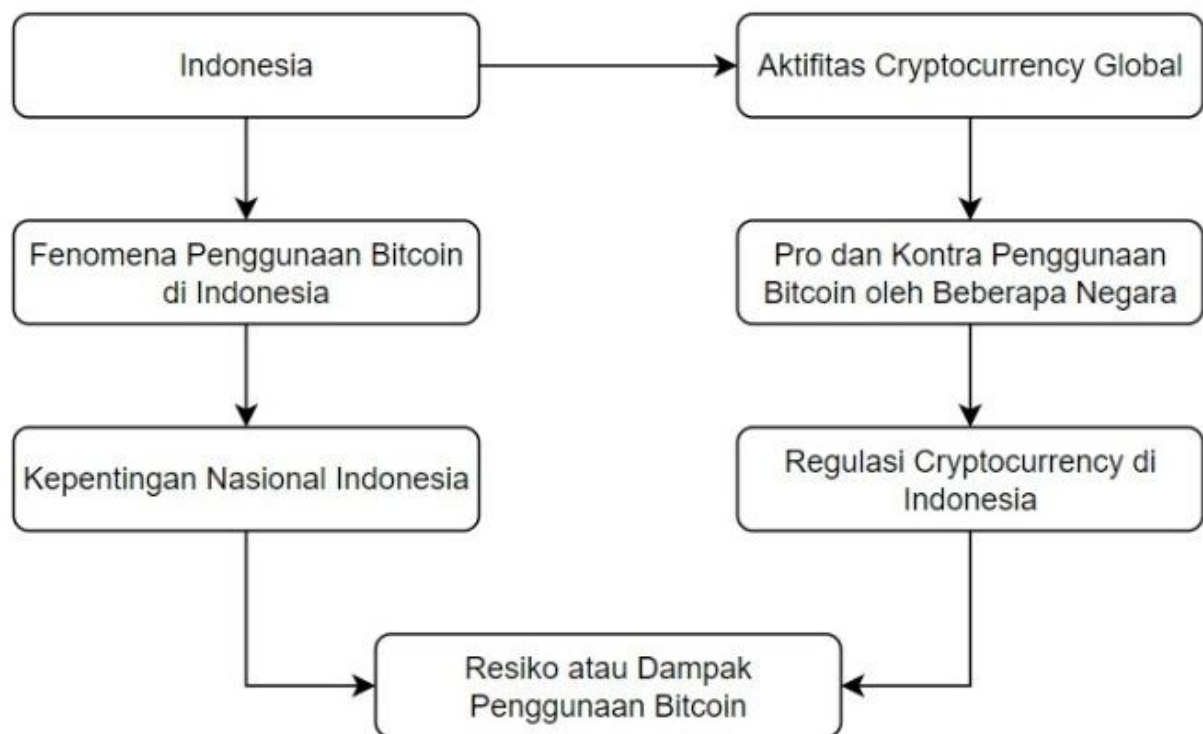 Indonesia
Aktifitas Cryptocurrency Global
Fenomena Penggunaan Bitcoin
di Indonesia
Pro dan Kontra Penggunaan
Bitcoin oleh Beberapa Negara
Kepentingan Nasional Indonesia
Regulasi Cryptocurrency di
Indonesia
Resiko atau Dampak
Penggunaan Bitcoin